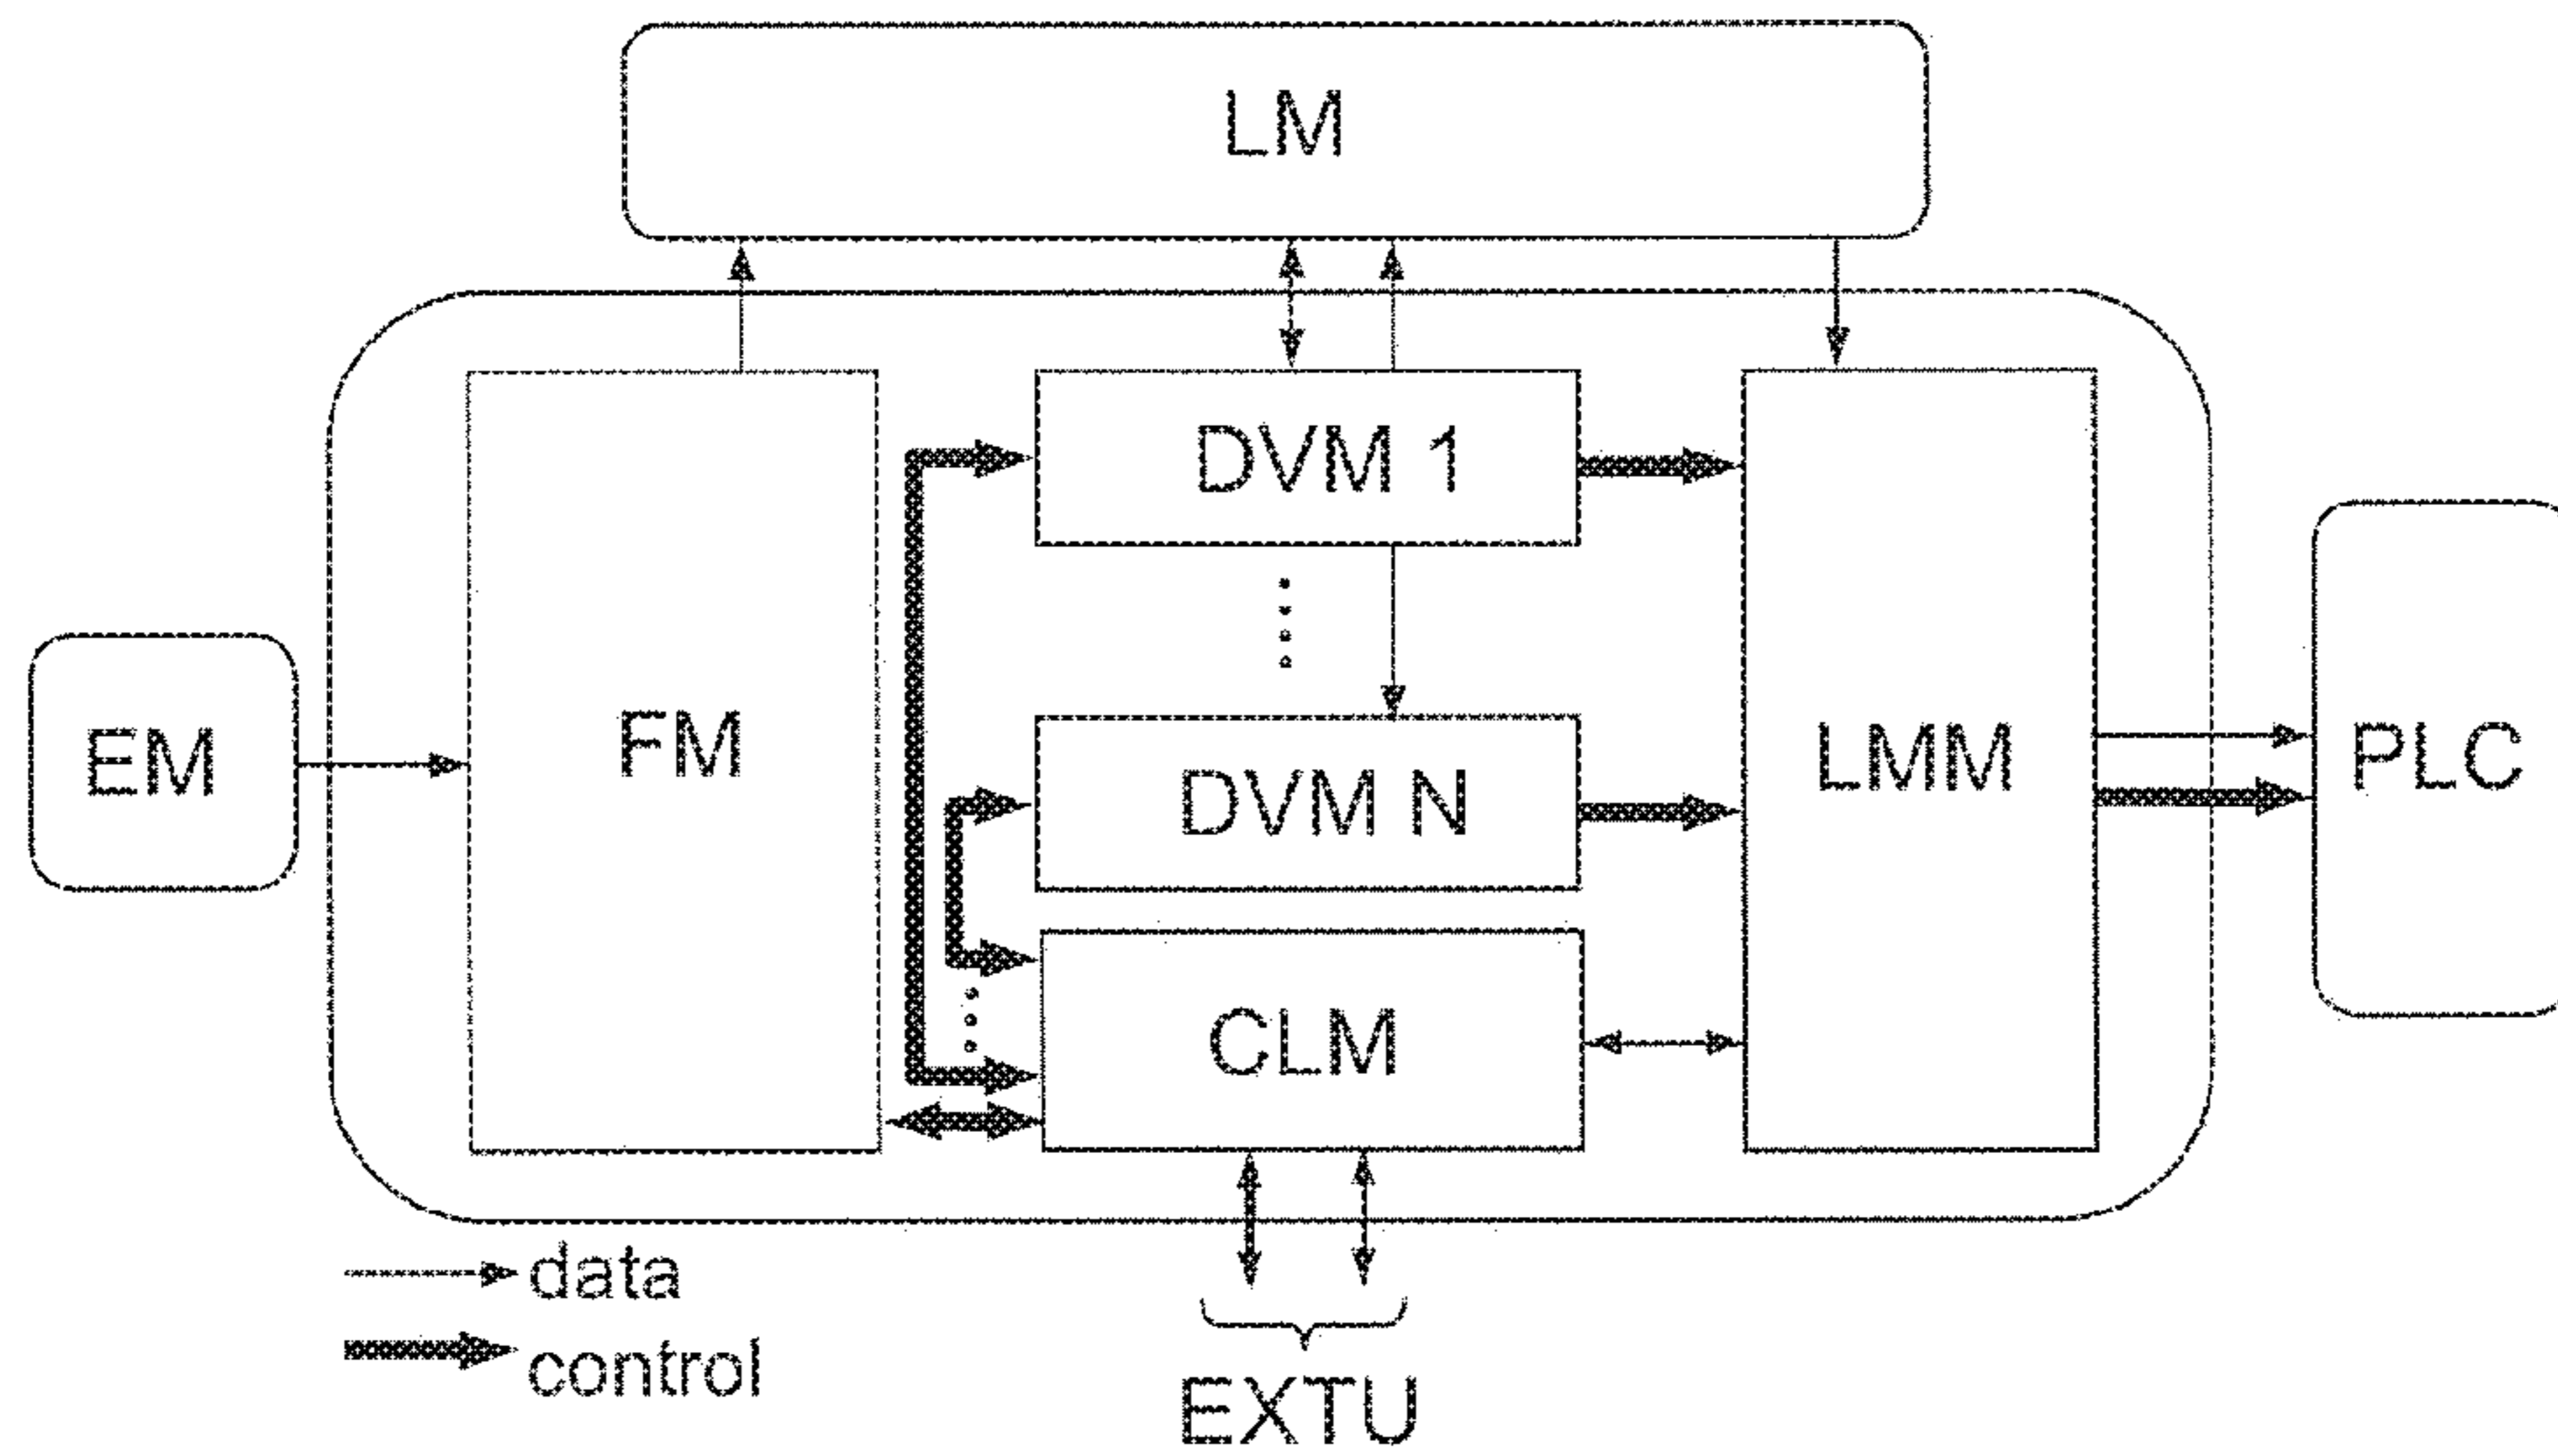 LM
DVM 1
EM
FM
DVM N
LMM
PLC
CLM
data
control
EXTU